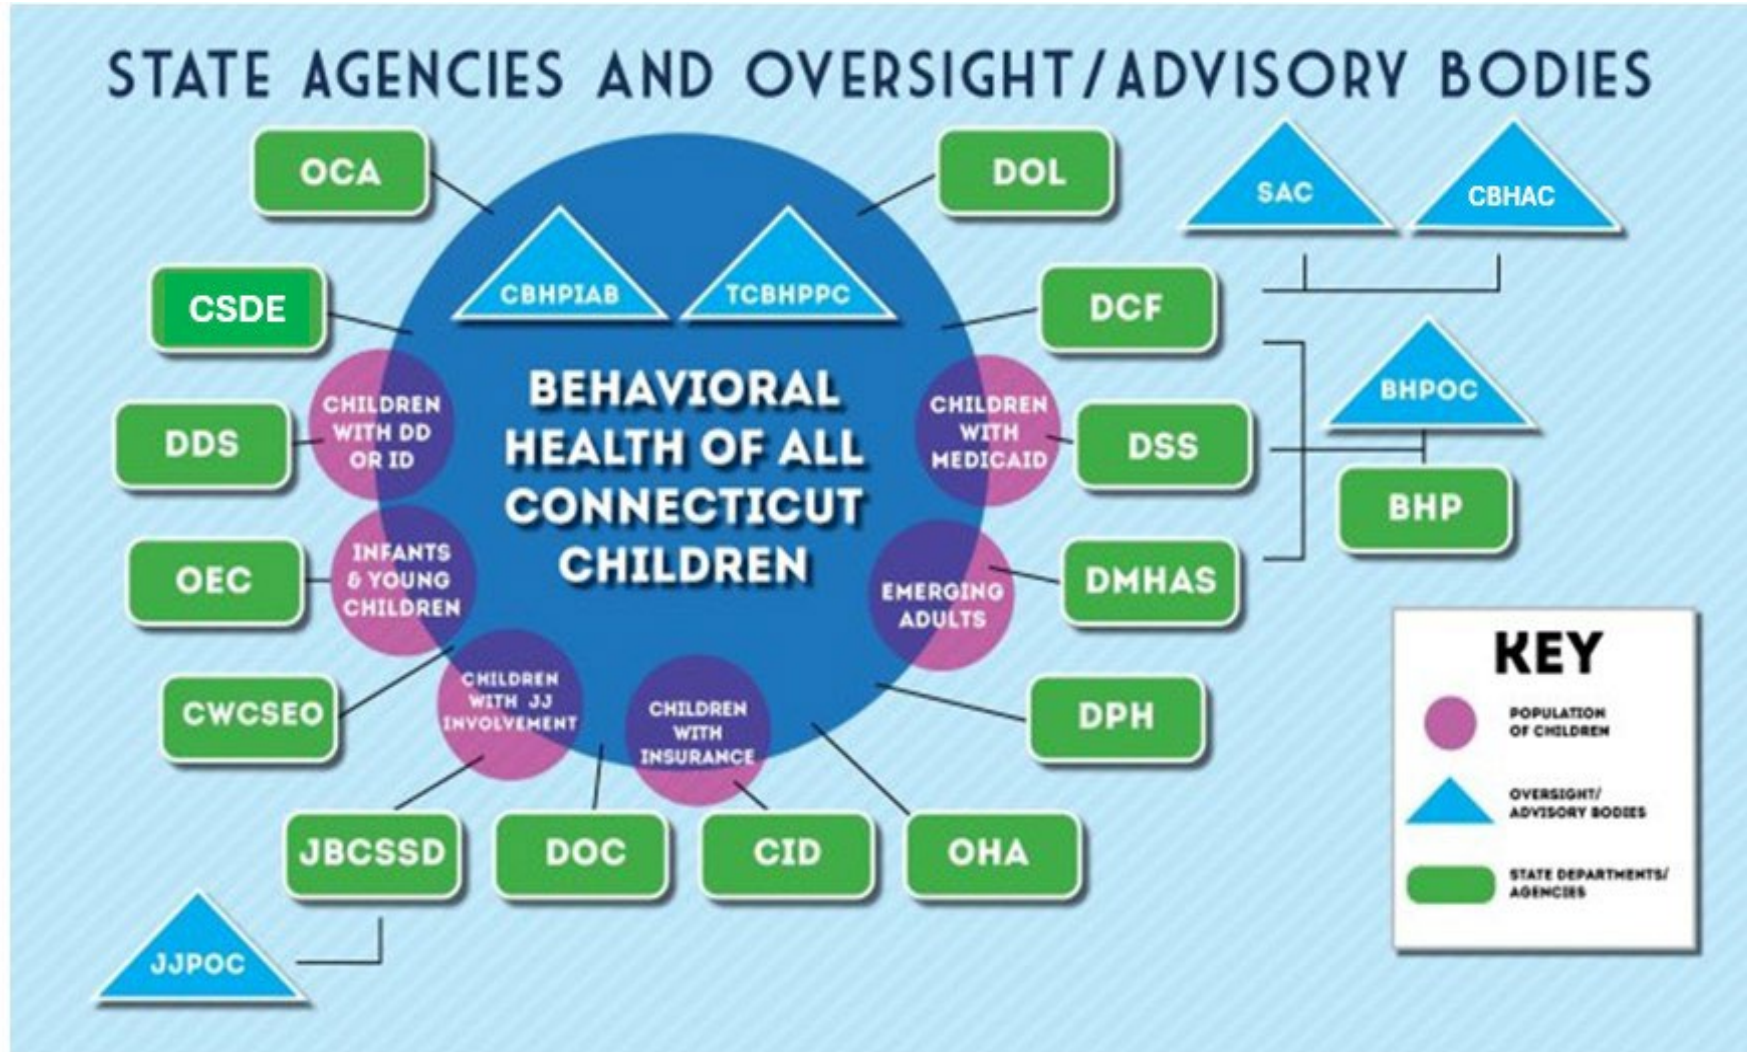 STATE AGENCIES AND OVERSIGHT/ADVISORY BODIES
OCA
DOL
SAC
CBHAC
CBHPIAB
TCBHPPC
CSDE
DCF
BEHAVIORAL
HEALTH OF ALL
CONNECTICUT
CHILDREN
CHILDREN
WITH DD
OR ID
DDS
CHILDREN
WITH
MEDICAID
DSS
BHPOC
BHP
OEC
INFANTS
& YOUNG
CHILDREN
EMERGING
ADULTS
DMHAS
CWCSEO
CHILDREN
WITH JJ
INVOLVEMENT
CHILDREN
WITH
INSURANCE
DPH
JBCSSD
DOC
CID
OHA
JJPOC
KEY
POPULATION
OF CHILDREN
OVERSIGHT/
ADVISORY BODIES
STATE DEPARTMENTS/
AGENCIES